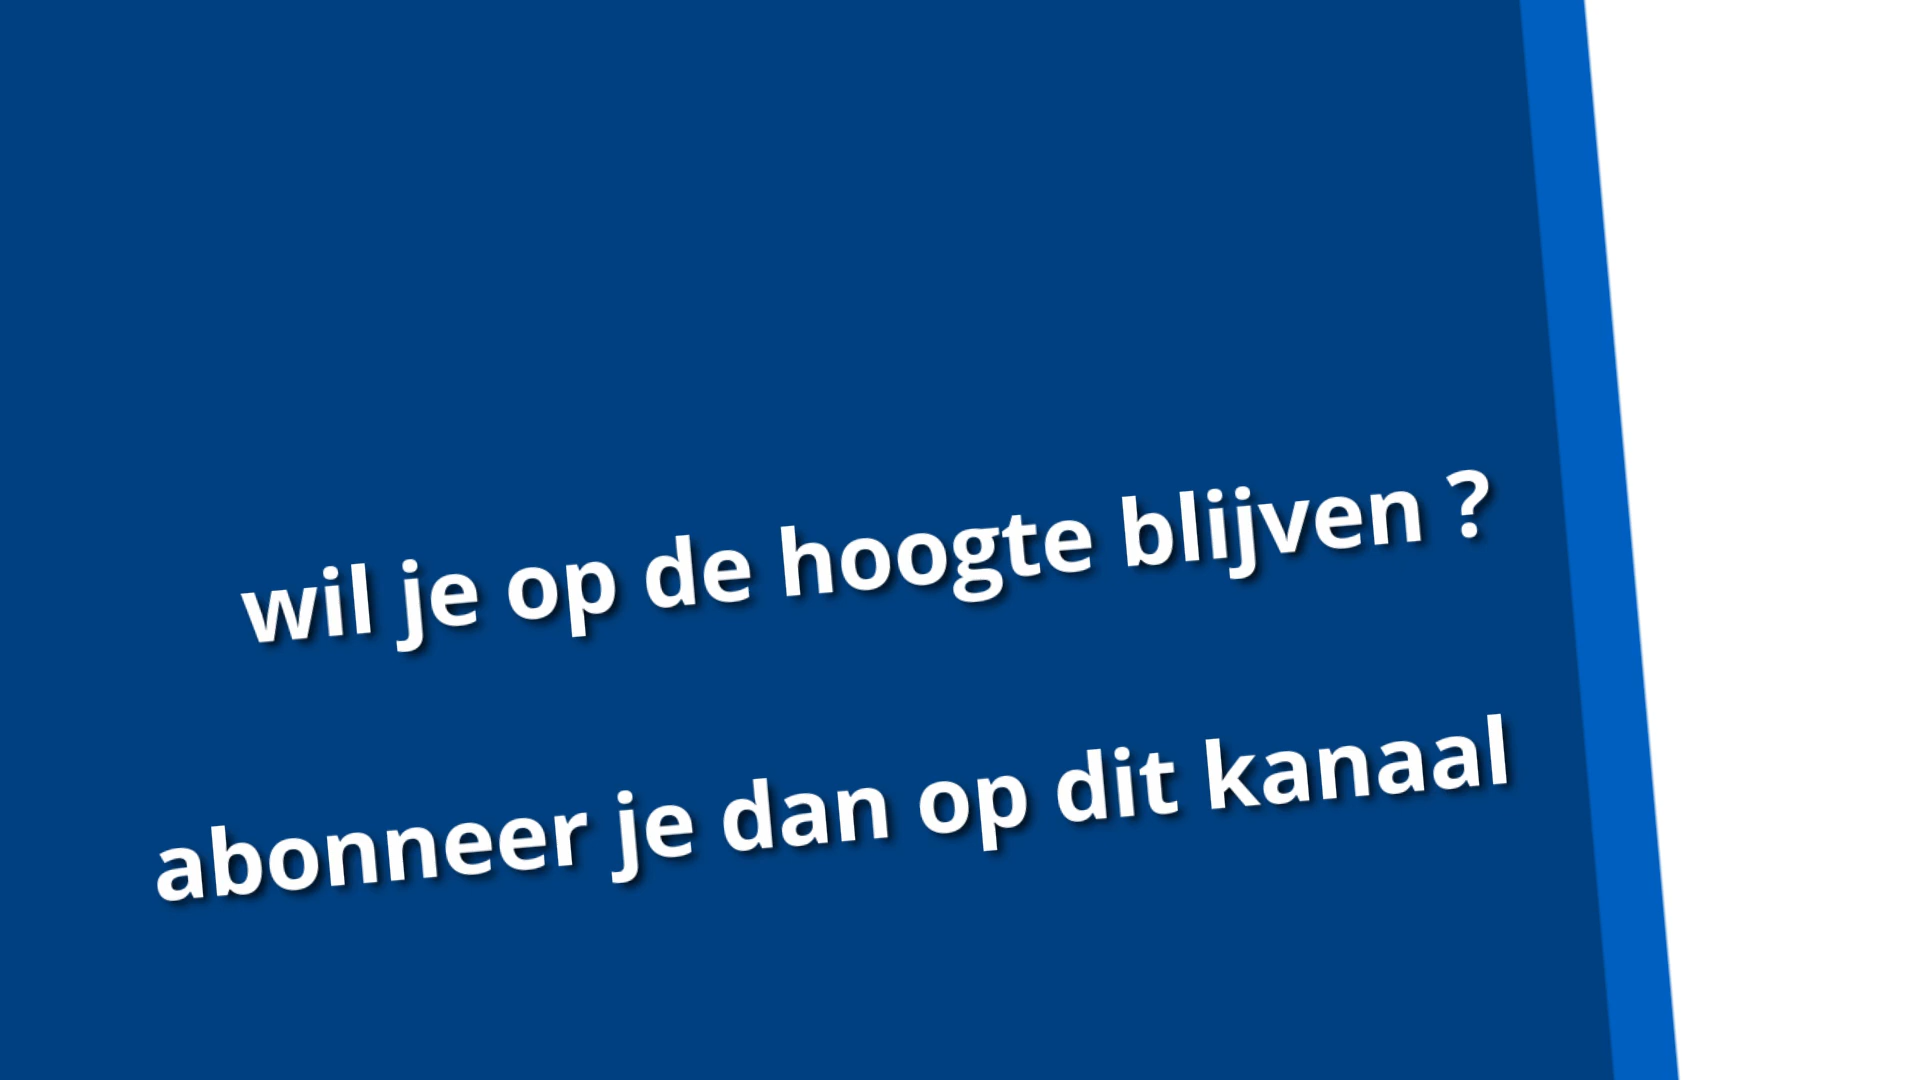 wil je op de hoogte blijven ?
abonneer je dan op dit kanaal